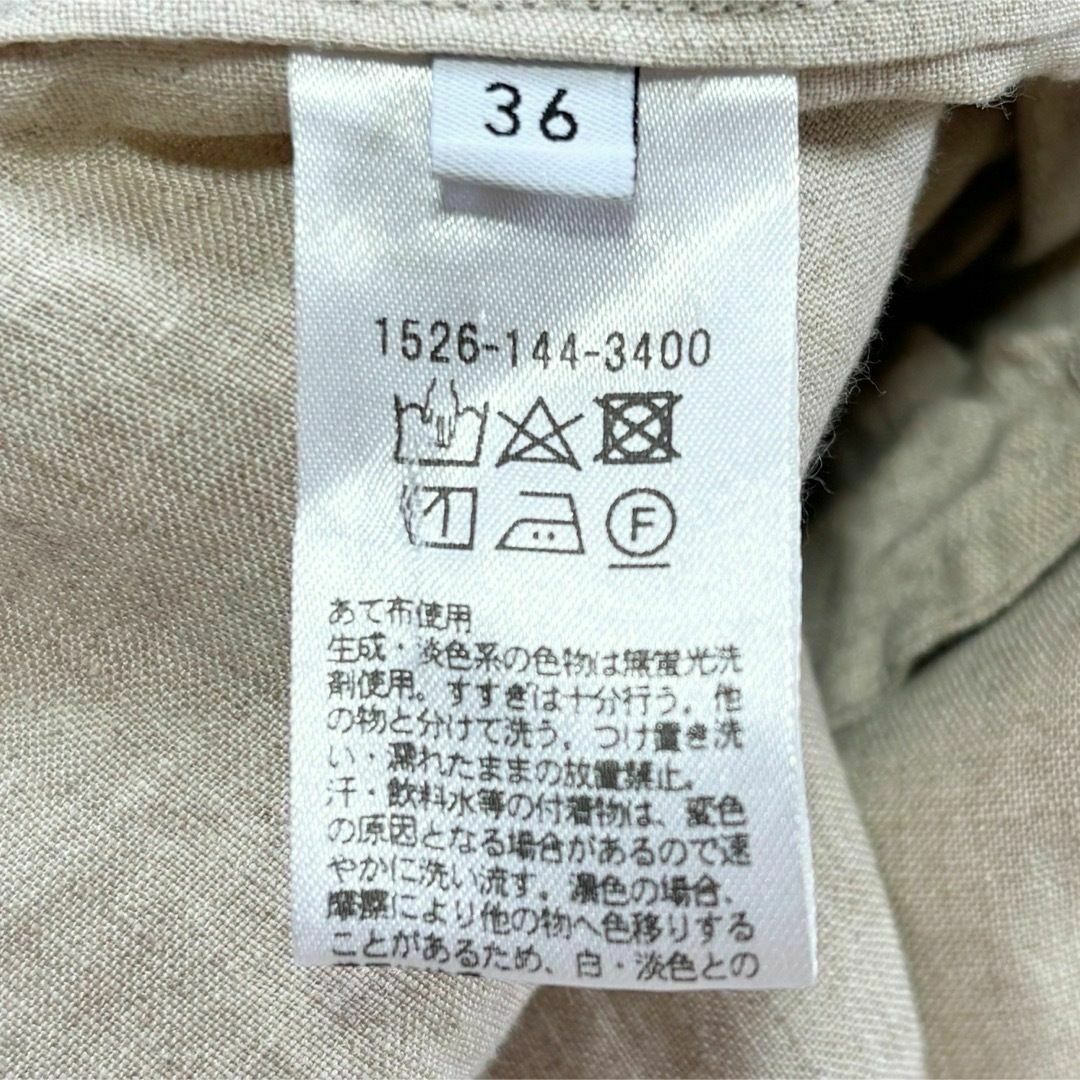 36
1526-144-3400
F
あて布使用
生成・淡色系の色物は無蛍光洗
剤使用。すすぎは十分行う。他
の物と分けて洗う。つけ置き洗
い・濡れたままの放置禁止。
汗・飲料水等の付着物は、変色
の原因となる場合があるので速
やかに洗い流す。濃色の場合、
摩擦により他の物へ色移りする
ことがあるため、白・淡色との